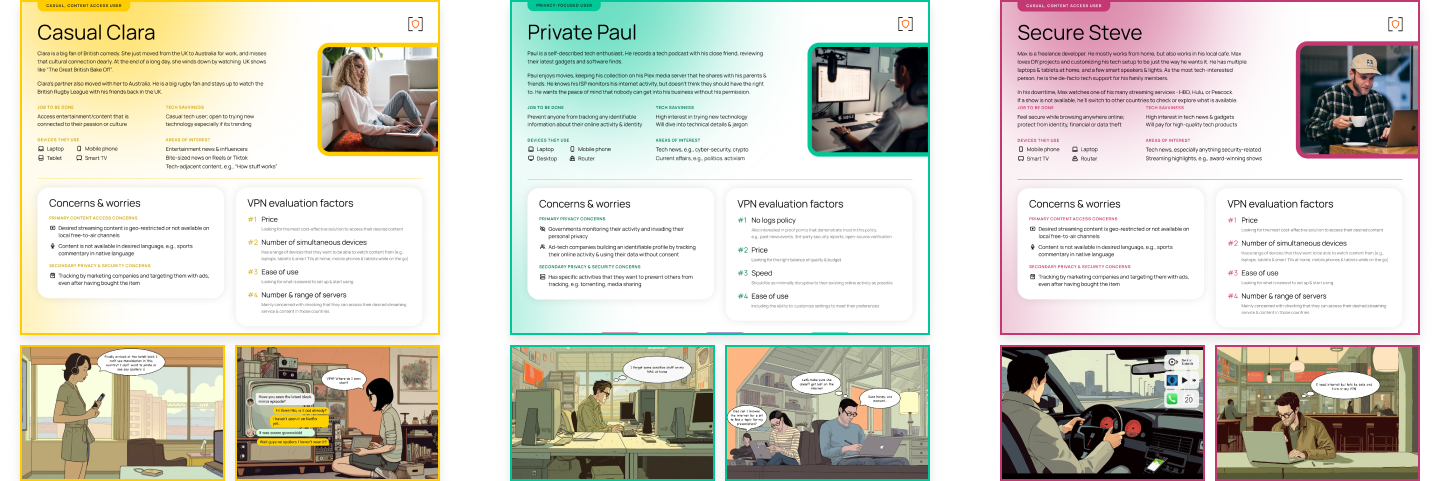 CASUAL, CONTENT ACCESS USER
Casual Clara
Clara is a big fan of British comedy. She just moved from the UK to Australia for work, and misses
that cultural connection dearly. At the end of a long day, she winds down by watching UK shows
like "The Great British Bake Off".
Clara's partner also moved with her to Australia. He is a big rugby fan and stays up to watch the
British Rugby League with his friends back in the UK.
JOB TO BE DONE
Access entertainment/content that is
connected to their passion or culture
TECH SAVVINESS
Casual tech user; open to trying new
technology especially if its trending
DEVICES THEY USE
Laptop
Mobile phone
Tablet
Smart TV
AREAS OF INTEREST
Entertainment news & influencers
Bite-sized news on Reels or Tiktok
Tech-adjacent content, e.g., "How stuff works"
Concerns & worries
PRIMARY CONTENT ACCESS CONCERNS
Desired streaming content is geo-restricted or not available on
local free-to-air channels
Content is not available in desired language, e.g., sports
commentary in native language
SECONDARY PRIVACY & SECURITY CONCERNS
Tracking by marketing companies and targeting them with ads,
even after having bought the item
VPN evaluation factors
#1 Price
Looking for the most cost-effective solution to access their desired content
#2 Number of simultaneous devices
Has a range of devices that they want to be able to watch content on (e.g.,
laptops, tablets & smart TVs at home; mobile phones & tablets while on the go)
#3 Ease of use
Looking for what is easiest to set up & start using
#4 Number & range of servers
Mainly concerned with checking that they can access their desired streaming
service & content in those countries.
VPN? Where do I even
start?
Have you seen the latest black
mirror episode?
PRIVACY-FOCUSED USER
Private Paul
Paul is a self-described tech enthusiast. He records a tech podcast with his close friend, reviewing
their latest gadgets and software finds.
Paul enjoys movies, keeping his collection on his Plex media server that he shares with his parents &
friends. He knows his ISP monitors his internet activity, but doesn't think they should have the right
to. He wants the peace of mind that nobody can get into his business without his permission.
JOB TO BE DONE
Prevent anyone from tracking any identifiable
information about their online activity & identity
TECH SAVVINESS
High interest in trying new technology
Will dive into technical details & jargon
DEVICES THEY USE
Laptop
Mobile phone
Desktop
Router
AREAS OF INTEREST
Tech news, e.g., cyber-security, crypto
Current affairs, e.g., politics, activism
Concerns & worries
PRIMARY PRIVACY CONCERNS
Governments monitoring their activity and invading their
personal privacy
Ad-tech companies building an identifiable profile by tracking
their online activity & using their data without consent
SECONDARY PRIVACY & SECURITY CONCERNS
Has specific activities that they want to prevent others from
tracking, e.g. torrenting, media sharing
VPN evaluation factors
#1 No logs policy
Also interested in proof points that demonstrate trust in this policy,
e.g., past news events, 3rd-party security reports, open-source verification
#2 Price
Looking for the right balance of quality & budget
#3 Speed
Should be as minimally disruptive to their existing online activity as possible
#4 Ease of use
Including the ability to customize settings to meet their preferences
I forgot some sensitive stuff on my
NAS at home
Let's make sure she
doesn't get lost on the
internet
CASUAL, CONTENT ACCESS USER
Secure Steve
Max is a freelance developer. He mostly works from home, but also works in his local cafe. Max
loves DIY projects and customizing his tech setup to be just the way he wants it. He has multiple
laptops & tablets at home, and a few smart speakers & lights. As the most tech-interested
person, he is the de-facto tech support for his family members.
In his downtime, Max watches one of his many streaming services - HBO, Hulu, or Peacock.
If a show is not available, he'll switch to other countries to check or explore what is available.
JOB TO BE DONE
Feel secure while browsing anywhere online;
protect from identity, financial or data theft
TECH SAVVINESS
High interest in tech news & gadgets
Will pay for high-quality tech products
DEVICES THEY USE
Mobile phone
Laptop
Smart TV
Router
AREAS OF INTEREST
Tech news, especially anything security-related
Streaming highlights, e.g., award-winning shows
Concerns & worries
PRIMARY CONTENT ACCESS CONCERNS
Desired streaming content is geo-restricted or not available on
local free-to-air channels
Content is not available in desired language, e.g., sports
commentary in native language
SECONDARY PRIVACY & SECURITY CONCERNS
Tracking by marketing companies and targeting them with ads,
even after having bought the item
VPN evaluation factors
#1 Price
Looking for the most cost-effective solution to access their desired content
#2 Number of simultaneous devices
Has a range of devices that they want to be able to watch content on (e.g.,
laptops, tablets & smart TVs at home; mobile phones & tablets while on the go)
#3 Ease of use
Looking for what is easiest to set up & start using
#4 Number & range of servers
Mainly concerned with checking that they can access their desired streaming
service & content in those countries.
20